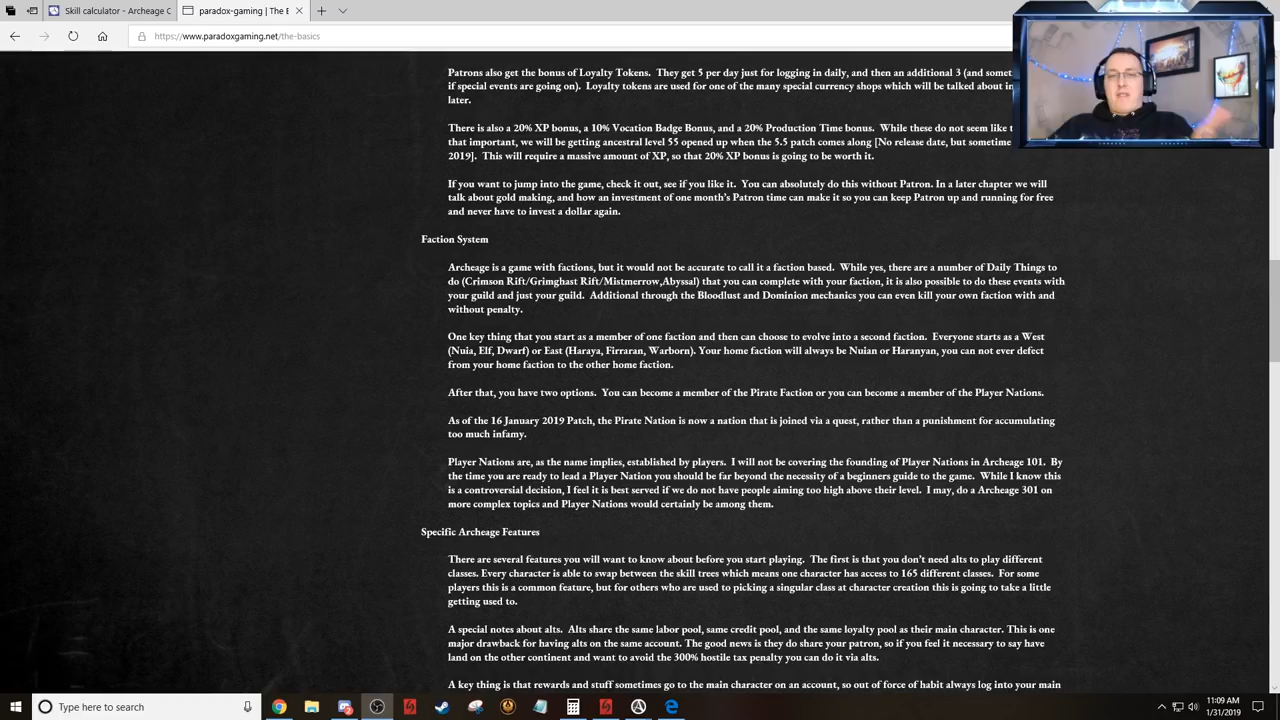 Skill calculator - Archeage C
paradox-gaming | The B
https://www.paradoxgaming.net/the-basics
Patrons also get the bonus of Loyalty Tokens. They get 5 per day just for logging in daily, and then an additional 3 (and
if special events are going on). Loyalty tokens are used for one of the many special currency shops which will be talked about
later.
There is also a 20% XP bonus, a 10% Vocation Badge Bonus, and a 20% Production Time bonus. While these do not seem like
that important, we will be getting ancestral level 55 opened up when the 5.5 patch comes along [No release date, but sometime
2019]. This will require a massive amount of XP, so that 20% XP bonus is going to be worth it.
If you want to jump into the game, check it out, see if you like it. You can absolutely do this without Patron. In a later chapter we will
talk about gold making, and how an investment of one month's Patron time can make it so you can keep Patron up and running for free
and never have to invest a dollar again.
Faction System
Archeage is a game with factions, but it would not be accurate to call it a faction based. While yes, there are a number of Daily Things to
do (Crimson Rift/Grimghast Rift/Mistmerrow,Abyssal) that you can complete with your faction, it is also possible to do these events with
your guild and just your guild. Additional through the Bloodlust and Dominion mechanics you can even kill your own faction with and
without penalty.
One key thing that you start as a member of one faction and then can choose to evolve into a second faction. Everyone starts as a West
(Nuia, Elf, Dwarf) or East (Haraya, Firraran, Warborn). Your home faction will always be Nuian or Haranyan, you can not ever defect
from your home faction to the other home faction.
After that, you have two options. You can become a member of the Pirate Faction or you can become a member of the Player Nations.
As of the 16 January 2019 Patch, the Pirate Nation is now a nation that is joined via a quest, rather than a punishment for accumulating
too much infamy.
Player Nations are, as the name implies, established by players. I will not be covering the founding of Player Nations in Archeage 101. By
the time you are ready to lead a Player Nation you should be far beyond the necessity of a beginners guide to the game. While I know this
is a controversial decision, I feel it is best served if we do not have people aiming too high above their level. I may, do a Archeage 301 on
more complex topics and Player Nations would certainly be among them.
Specific Archeage Features
There are several features you will want to know about before you start playing. The first is that you don't need alts to play different
classes. Every character is able to swap between the skill trees which means one character has access to 165 different classes. For some
players this is a common feature, but for others who are used to picking a singular class at character creation this is going to take a little
getting used to.
A special notes about alts. Alts share the same labor pool, same credit pool, and the same loyalty pool as their main character. This is one
major drawback for having alts on the same account. The good news is they do share your patron, so if you feel it necessary to say have
land on the other continent and want to avoid the 300% hostile tax penalty you can do it via alts.
A key thing is that rewards and stuff sometimes go to the main character on an account, so out of force of habit always log into your main
Type here to search
11:09 AM
1/31/2019